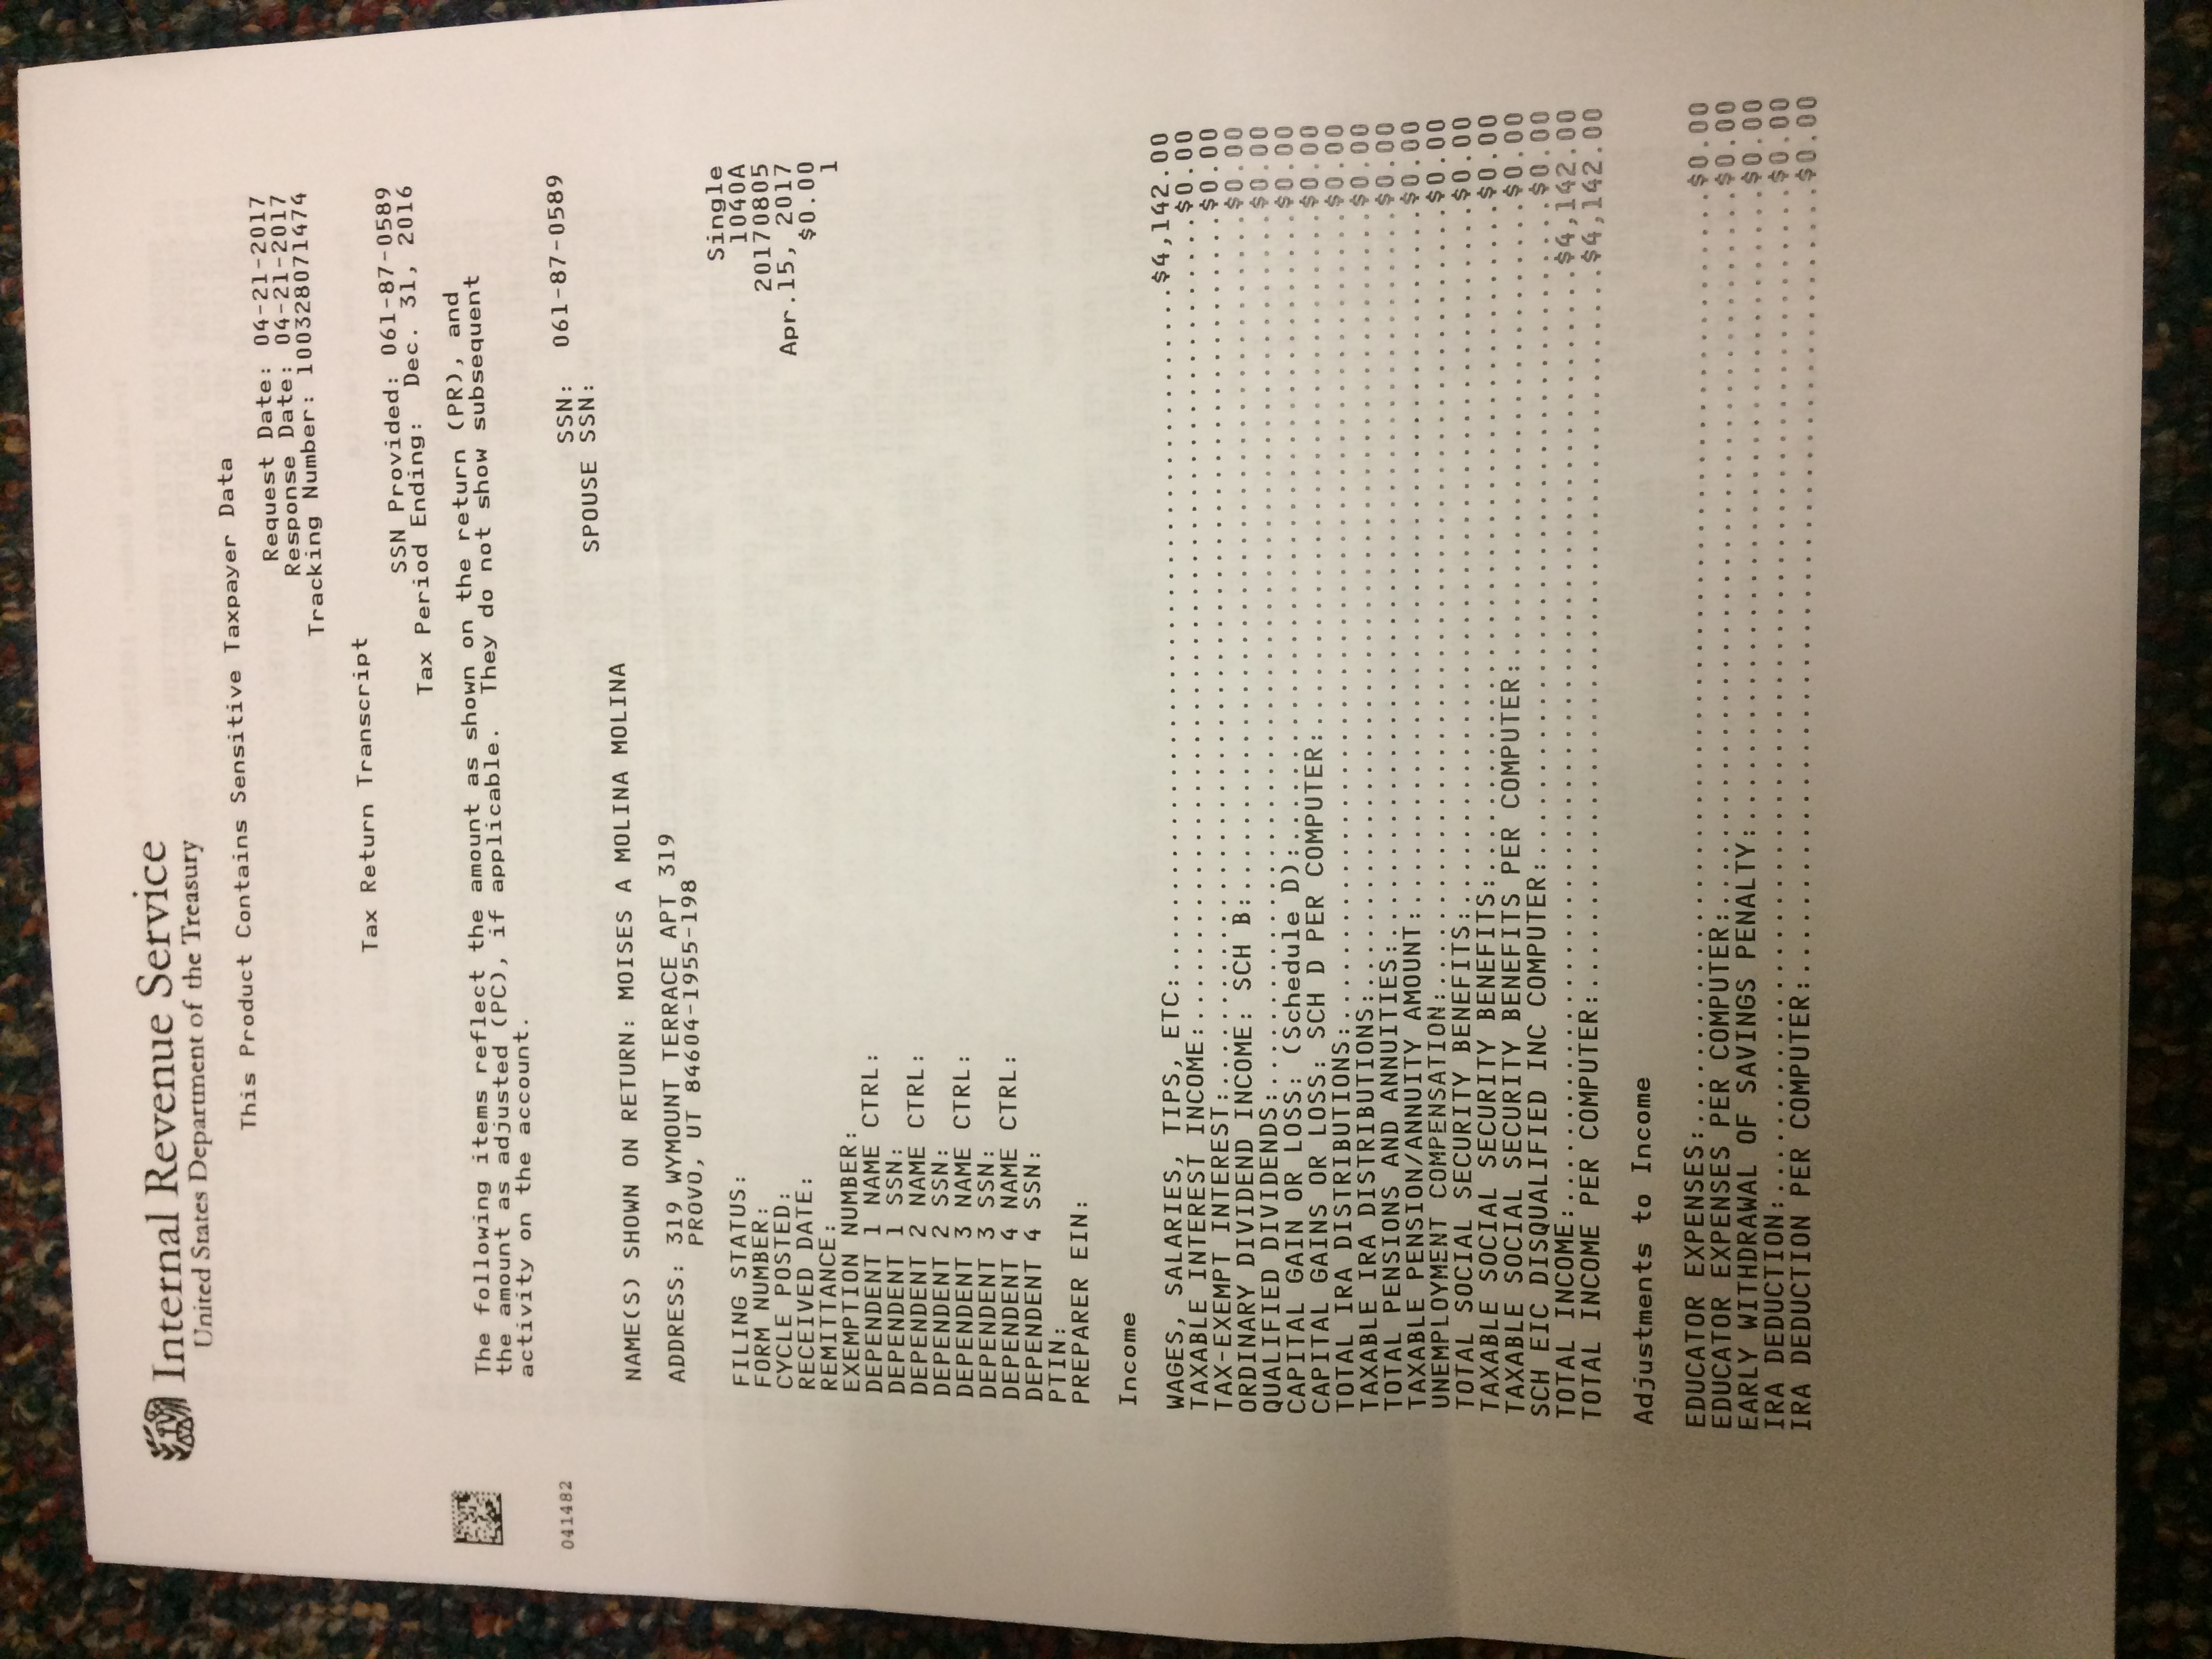 Internal Revenue Service
United States Department of the Treasury
This Product Contains Sensitive Taxpayer Data
Request Date: 04-21-2017
Response Date: 04-21-2017
Tracking Number: 100328071474
Tax Return Transcript
SSN Provided: 061-87-0589
Tax Period Ending: Dec. 31, 2016
The following items reflect the amount as shown on the return (PR), and
the amount as adjusted (PC), if applicable. They do not show subsequent
activity on the account.
041482
SSN: 061-87-0589
SPOUSE SSN:
NAME(S) SHOWN ON RETURN: MOISES A MOLINA MOLINA
ADDRESS: 319 WYMOUNT TERRACE APT 319
PROVO, UT 84604-1955-198
FILING STATUS: Single
FORM NUMBER: 1040A
CYCLE POSTED: 20170805
RECEIVED DATE: Apr.15, 2017
REMITTANCE: $0.00
EXEMPTION NUMBER: 1
DEPENDENT 1 NAME CTRL:
DEPENDENT 1 SSN:
DEPENDENT 2 NAME CTRL:
DEPENDENT 2 SSN:
DEPENDENT 3 NAME CTRL:
DEPENDENT 3 SSN:
DEPENDENT 4 NAME CTRL:
DEPENDENT 4 SSN:
PTIN:
PREPARER EIN:
Income
WAGES, SALARIES, TIPS, ETC:..........$4,142.00
TAXABLE INTEREST INCOME:..........$0.00
TAX-EXEMPT INTEREST:..........$0.00
ORDINARY DIVIDEND INCOME: SCH B:..........$0.00
QUALIFIED DIVIDENDS:..........$0.00
CAPITAL GAIN OR LOSS: (Schedule D):..........$0.00
CAPITAL GAINS OR LOSS: SCH D PER COMPUTER:..........$0.00
TOTAL IRA DISTRIBUTIONS:..........$0.00
TAXABLE IRA DISTRIBUTIONS:..........$0.00
TOTAL PENSIONS AND ANNUITIES:..........$0.00
TAXABLE PENSION/ANNUITY AMOUNT:..........$0.00
UNEMPLOYMENT COMPENSATION:..........$0.00
TOTAL SOCIAL SECURITY BENEFITS:..........$0.00
TAXABLE SOCIAL SECURITY BENEFITS:..........$0.00
TAXABLE SOCIAL SECURITY BENEFITS PER COMPUTER:..........$0.00
SCH EIC DISQUALIFIED INC COMPUTER:..........$0.00
TOTAL INCOME:..........$4,142.00
TOTAL INCOME PER COMPUTER:..........$4,142.00
Adjustments to Income
EDUCATOR EXPENSES:..........$0.00
EDUCATOR EXPENSES PER COMPUTER:..........$0.00
EARLY WITHDRAWAL OF SAVINGS PENALTY:..........$0.00
IRA DEDUCTION:..........$0.00
IRA DEDUCTION PER COMPUTER:..........$0.00